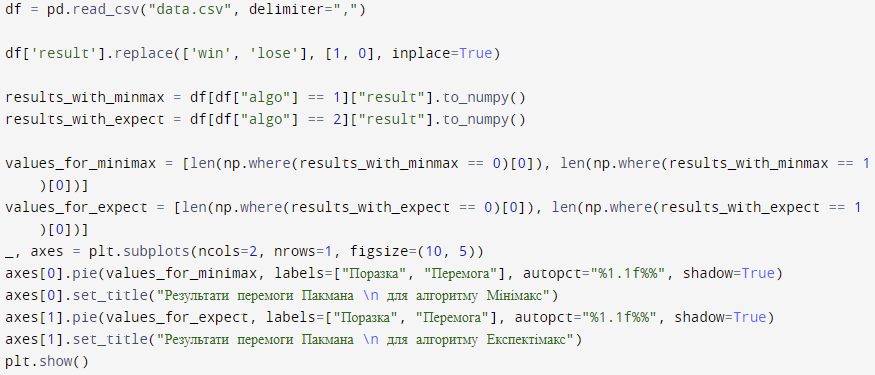 df = pd.read_csv("data.csv", delimiter=",")
df['result'].replace(['win', 'lose'], [1, 0], inplace=True)
results_with_minmax = df[df["algo"] == 1]["result"].to_numpy()
results_with_expect = df[df["algo"] == 2]["result"].to_numpy()
values_for_minimax = [len(np.where(results_with_minmax == 0)[0]), len(np.where(results_with_minmax == 1
)[0])]
values_for_expect = [len(np.where(results_with_expect == 0)[0]), len(np.where(results_with_expect == 1
)[0])]
_, axes = plt.subplots(ncols=2, nrows=1, figsize=(10, 5))
axes[0].pie(values_for_minimax, labels=["Поразка", "Перемога"], autopct="%1.1f%%", shadow=True)
axes[0].set_title("Результати перемоги Пакмана \n для алгоритму Мінімакс")
axes[1].pie(values_for_expect, labels=["Поразка", "Перемога"], autopct="%1.1f%%", shadow=True)
axes[1].set_title("Результати перемоги Пакмана \n для алгоритму Експектімакс")
plt.show()